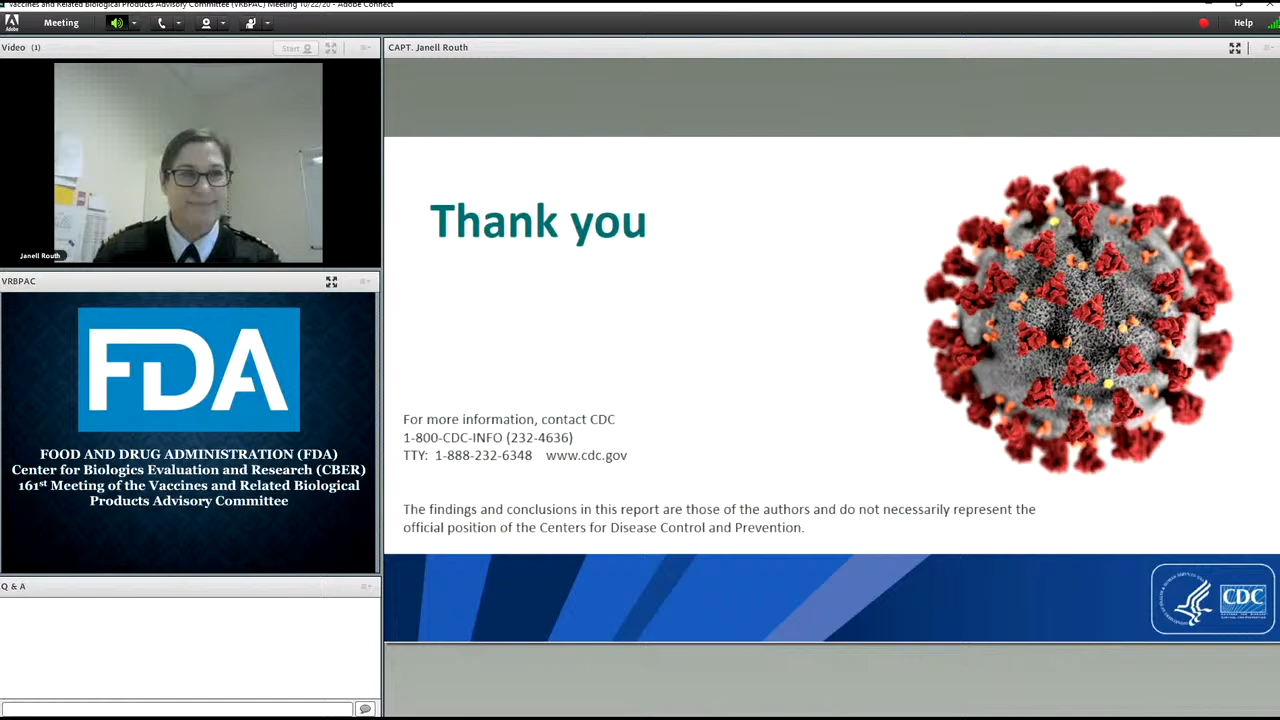 Vaccines and Related Biological Products Advisory Committee (VRBPAC) Meeting 10/22/20 - Adobe Connect
Adobe
Meeting
Help
Video (1)
Start
Janell Routh
VRBPAC
FDA
FOOD AND DRUG ADMINISTRATION (FDA)
Center for Biologics Evaluation and Research (CBER)
161st Meeting of the Vaccines and Related Biological
Products Advisory Committee
Q & A
CAPT. Janell Routh
Thank you
For more information, contact CDC
1-800-CDC-INFO (232-4636)
TTY: 1-888-232-6348 www.cdc.gov
The findings and conclusions in this report are those of the authors and do not necessarily represent the
official position of the Centers for Disease Control and Prevention.
CDC